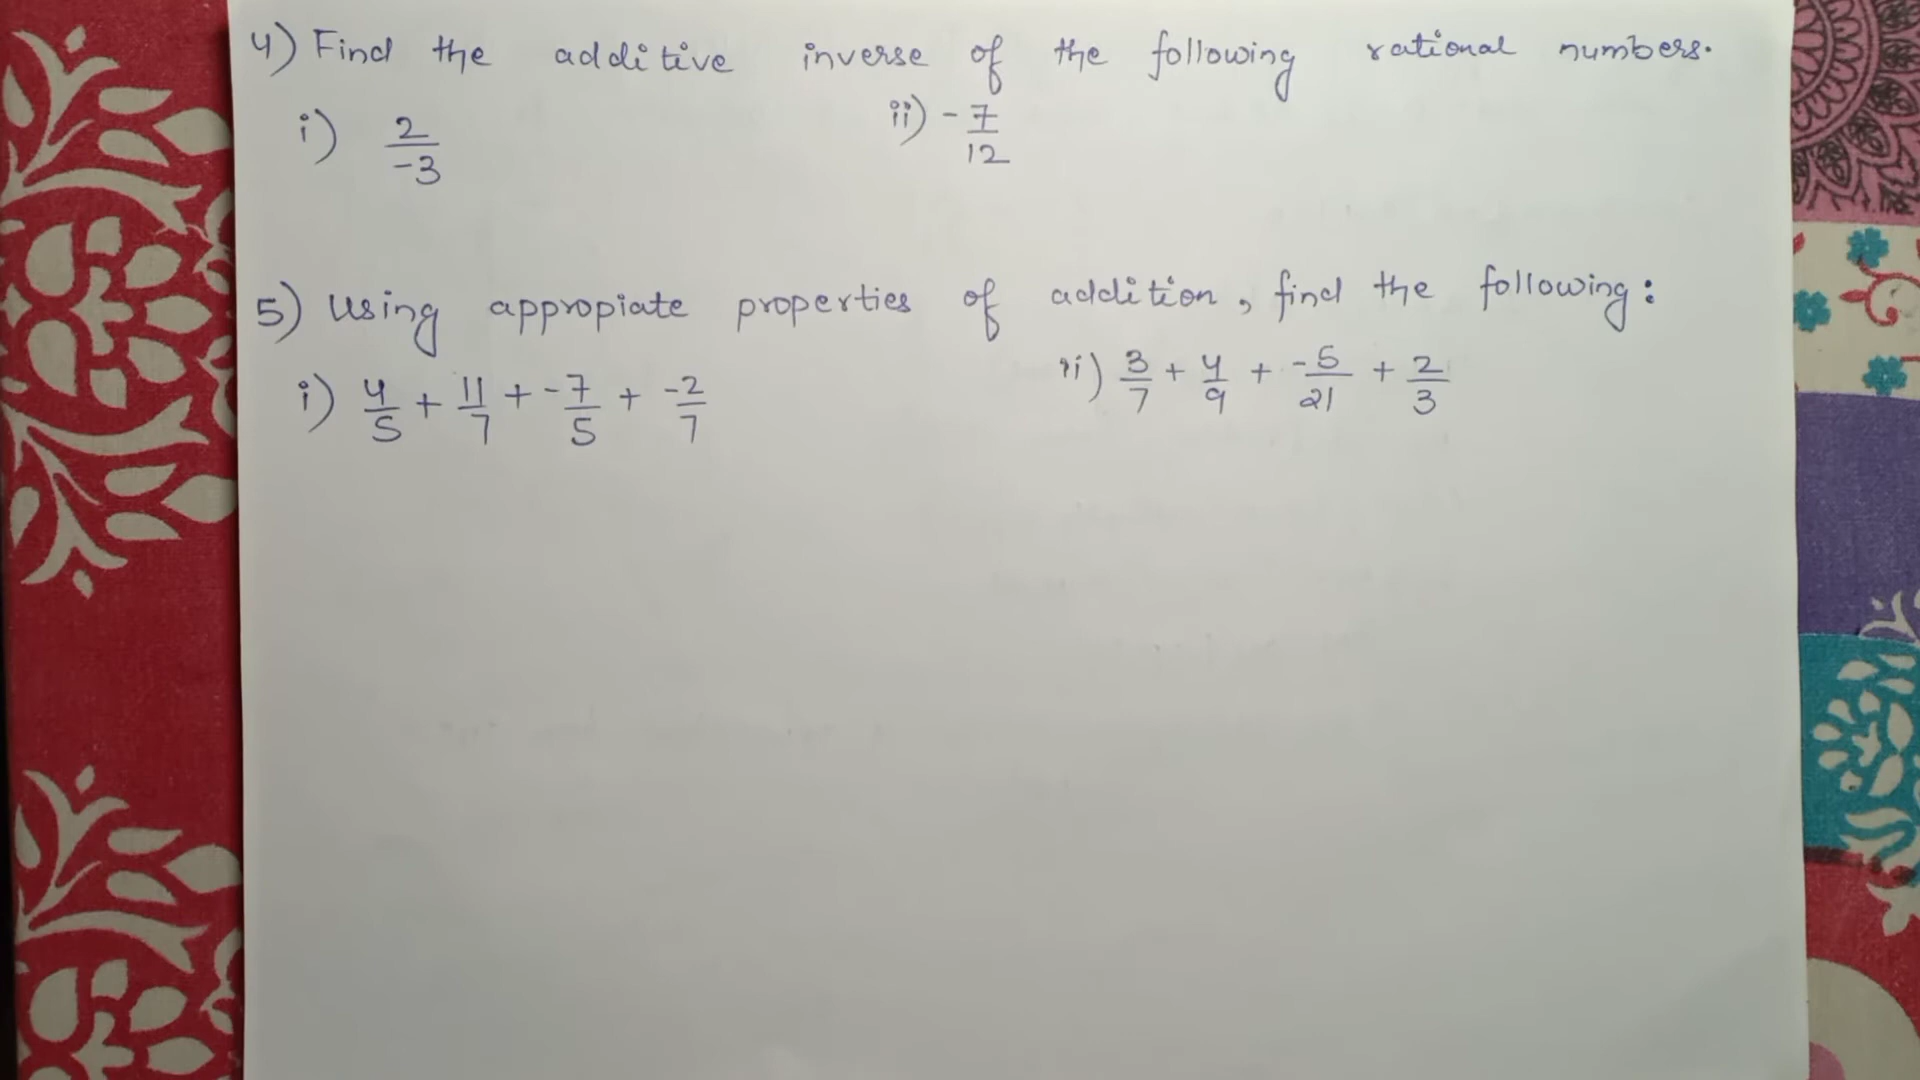 4) Find the additive inverse of the following rational numbers.
i) 2/-3 ii) -7/12
5) Using appropiate properties of addition, find the following:
i) 4/5 + 11/7 + -7/5 + -2/7 ii) 3/7 + 4/9 + -5/21 + 2/3